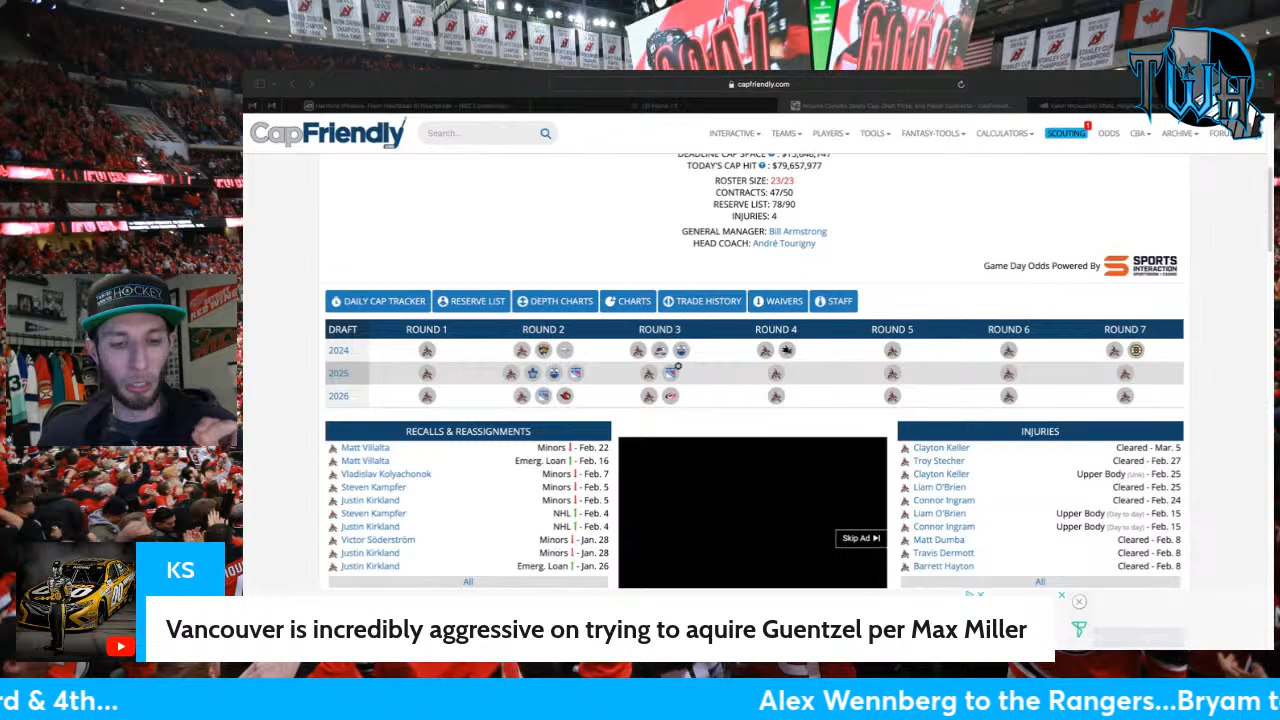 capfriendly.com
CapFriendly
Search...
INTERACTIVE
TEAMS
PLAYERS
TOOLS
FANTASY-TOOLS
CALCULATORS
SCOUTING
1
ODDS
CBA
ARCHIVE
TWH
TODAY'S CAP HIT : $79,657,977
ROSTER SIZE: 23/23
CONTRACTS: 47/50
RESERVE LIST: 78/90
INJURIES: 4
GENERAL MANAGER: Bill Armstrong
HEAD COACH: André Tourigny
Game Day Odds Powered By
SPORTS INTERACTION
DAILY CAP TRACKER
RESERVE LIST
DEPTH CHARTS
CHARTS
TRADE HISTORY
WAIVERS
STAFF
DRAFT ROUND 1 ROUND 2 ROUND 3 ROUND 4 ROUND 5 ROUND 6 ROUND 7
2024
2025
2026
RECALLS & REASSIGNMENTS
Matt Villalta Minors - Feb. 22
Matt Villalta Emerg. Loan - Feb. 16
Vladislav Kolyachonok Minors - Feb. 7
Steven Kampfer Minors - Feb. 5
Justin Kirkland Minors - Feb. 5
Steven Kampfer NHL - Feb. 4
Justin Kirkland NHL - Feb. 4
Victor Söderström Minors - Jan. 28
Justin Kirkland Minors - Jan. 28
Justin Kirkland Emerg. Loan - Jan. 26
All
Skip Ad
INJURIES
Clayton Keller Cleared - Mar. 5
Troy Stecher Cleared - Feb. 27
Clayton Keller Upper Body (Unk) - Feb. 25
Liam O'Brien Cleared - Feb. 25
Connor Ingram Cleared - Feb. 24
Liam O'Brien Upper Body (Day to day) - Feb. 15
Connor Ingram Upper Body (Day to day) - Feb. 15
Matt Dumba Cleared - Feb. 8
Travis Dermott Cleared - Feb. 8
Barrett Hayton Cleared - Feb. 8
All
HOCKEY
KS
Vancouver is incredibly aggressive on trying to aquire Guentzel per Max Miller
rd & 4th...
Alex Wennberg to the Rangers...Bryam t